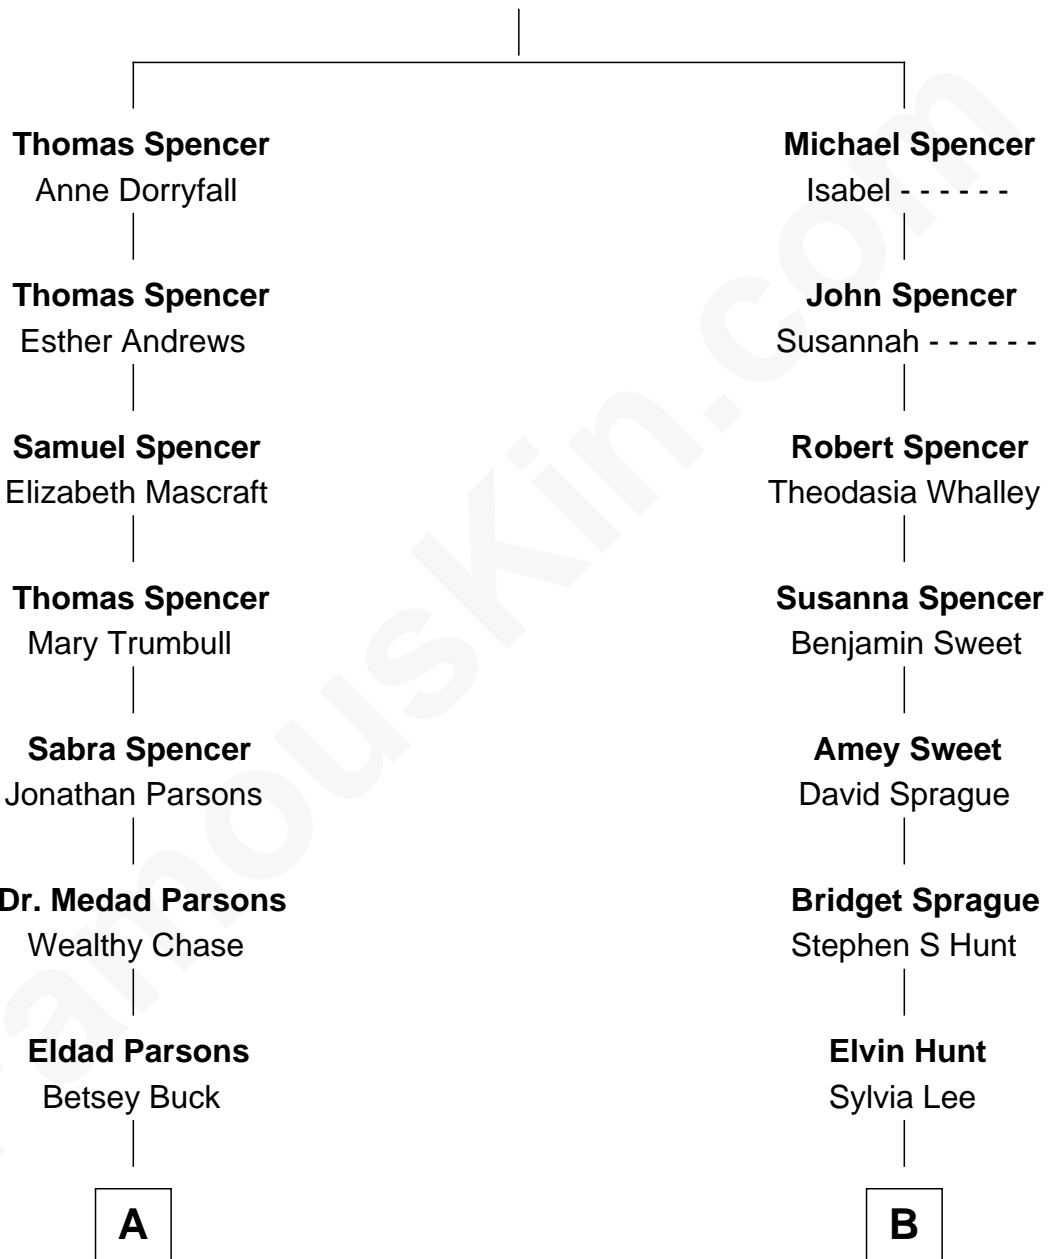 Thomas Spencer
Anne Dorryfall
Thomas Spencer
Esther Andrews
Samuel Spencer
Elizabeth Mascraft
Thomas Spencer
Mary Trumbull
Sabra Spencer
Jonathan Parsons
Dr. Medad Parsons
Wealthy Chase
Eldad Parsons
Betsey Buck
A
Michael Spencer
Isabel - - - - - -
John Spencer
Susannah - - - - - -
Robert Spencer
Theodasia Whalley
Susanna Spencer
Benjamin Sweet
Amey Sweet
David Sprague
Bridget Sprague
Stephen S Hunt
Elvin Hunt
Sylvia Lee
B
FamousKin.com